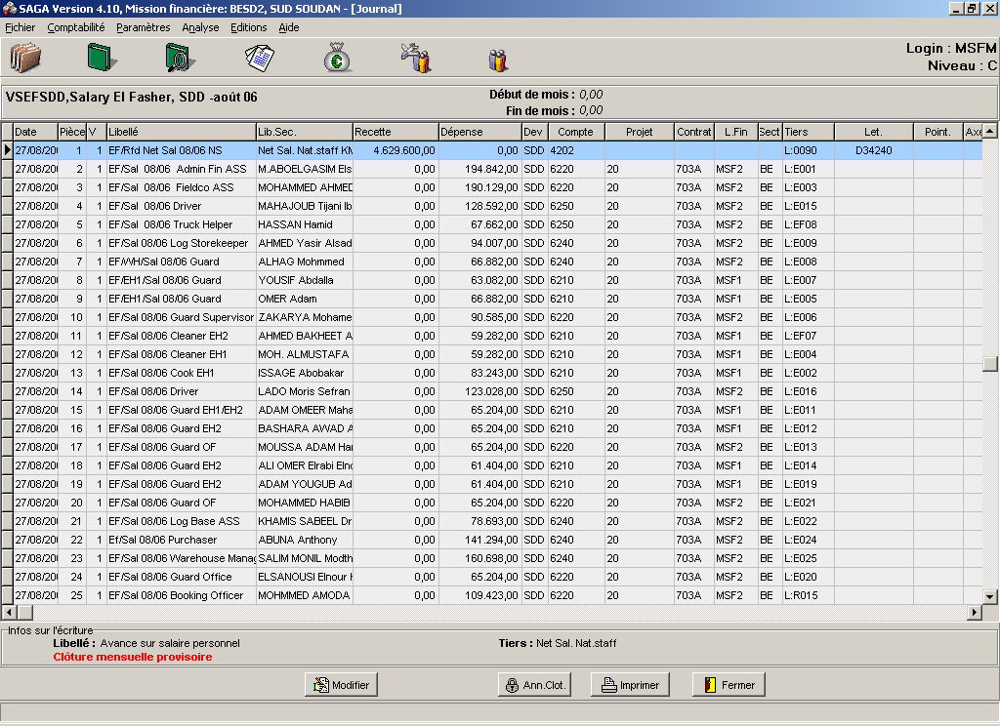 SAGA Version 4.10, Mission financière: BESD2, SUD SOUDAN - [Journal]
Fichier Comptabilité Paramètres Analyse Editions Aide
Login : MSFM
Niveau : C
VSEFSDD,Salary El Fasher, SDD -août 06
Début de mois : 0,00
Fin de mois : 0,00
Date Pièce V Libellé Lib.Sec. Recette Dépense Dev Compte Projet Contrat L.Fin Sect Tiers Let. Point. Axe
27/08/20 1 1 EF/Rfd Net Sal 08/06 NS Net Sal. Nat.staff KM 4.629.600,00 0,00 SDD 4202 L:0090 D34240
27/08/20 2 1 EF/Sal 08/06 Admin Fin ASS M.ABOELGASIM Els 0,00 194.842,00 SDD 6220 20 703A MSF2 BE L:E001
27/08/20 3 1 EF/Sal 08/06 Fieldco ASS MOHAMMED AHMED 0,00 190.129,00 SDD 6220 20 703A MSF2 BE L:E003
27/08/20 4 1 EF/Sal 08/06 Driver MAHAJOUB Tijani Ib 0,00 128.592,00 SDD 6250 20 703A MSF2 BE L:E015
27/08/20 5 1 EF/Sal 08/06 Truck Helper HASSAN Hamid 0,00 67.662,00 SDD 6250 20 703A MSF2 BE L:EF08
27/08/20 6 1 EF/Sal 08/06 Log Storekeeper AHMED Yasir Alsad 0,00 94.007,00 SDD 6240 20 703A MSF2 BE L:E009
27/08/20 7 1 EF/WH/Sal 08/06 Guard ALHAG Mohmmed 0,00 66.882,00 SDD 6240 20 703A MSF2 BE L:E008
27/08/20 8 1 EF/EH1/Sal 08/06 Guard YOUSIF Abdalla 0,00 63.082,00 SDD 6210 20 703A MSF1 BE L:E007
27/08/20 9 1 EF/EH1/Sal 08/06 Guard OMER Adam 0,00 66.882,00 SDD 6210 20 703A MSF1 BE L:E005
27/08/20 10 1 EF/Sal 08/06 Guard Supervisor ZAKARYA Mohame 0,00 90.585,00 SDD 6220 20 703A MSF2 BE L:E006
27/08/20 11 1 EF/Sal 08/06 Cleaner EH2 AHMED BAKHEET A 0,00 59.282,00 SDD 6210 20 703A MSF1 BE L:EF07
27/08/20 12 1 EF/Sal 08/06 Cleaner EH1 MOH. ALMUSTAFA 0,00 59.282,00 SDD 6210 20 703A MSF1 BE L:E004
27/08/20 13 1 EF/Sal 08/06 Cook EH1 ISSAGE Abobakar 0,00 83.243,00 SDD 6210 20 703A MSF1 BE L:E002
27/08/20 14 1 EF/Sal 08/06 Driver LADO Moris Sefran 0,00 123.028,00 SDD 6250 20 703A MSF2 BE L:E016
27/08/20 15 1 EF/Sal 08/06 Guard EH1/EH2 ADAM OMEER Maha 0,00 65.204,00 SDD 6210 20 703A MSF1 BE L:E011
27/08/20 16 1 EF/Sal 08/06 Guard EH2 BASHARA AWAD A 0,00 65.204,00 SDD 6210 20 703A MSF1 BE L:E012
27/08/20 17 1 EF/Sal 08/06 Guard OF MOUSSA ADAM Har 0,00 65.204,00 SDD 6220 20 703A MSF2 BE L:E013
27/08/20 18 1 EF/Sal 08/06 Guard EH2 ALI OMER Elrabi Elno 0,00 61.404,00 SDD 6210 20 703A MSF1 BE L:E014
27/08/20 19 1 EF/Sal 08/06 Guard EH2 ADAM YOUGUB Ad 0,00 61.404,00 SDD 6210 20 703A MSF1 BE L:E019
27/08/20 20 1 EF/Sal 08/06 Guard OF MOHAMMED HABIB 0,00 65.204,00 SDD 6220 20 703A MSF2 BE L:E021
27/08/20 21 1 EF/Sal 08/06 Log Base ASS KHAMIS SABEEL Dr 0,00 78.693,00 SDD 6240 20 703A MSF2 BE L:E022
27/08/20 22 1 Ef/Sal 08/06 Purchaser ABUNA Anthony 0,00 141.294,00 SDD 6240 20 703A MSF2 BE L:E024
27/08/20 23 1 EF/Sal 08/06 Warehouse Manag SALIM MONIL Modth 0,00 160.698,00 SDD 6240 20 703A MSF2 BE L:E025
27/08/20 24 1 EF/Sal 08/06 Guard Office ELSANOUSI Elnour 0,00 65.204,00 SDD 6220 20 703A MSF2 BE L:E020
27/08/20 25 1 EF/Sal 08/06 Booking Officer MOHMMED AMODA 0,00 109.423,00 SDD 6220 20 703A MSF2 BE L:R015
Infos sur l'écriture
Libellé : Avance sur salaire personnel Tiers : Net Sal. Nat.staff
Clôture mensuelle provisoire
Modifier Ann.Clot. Imprimer Fermer